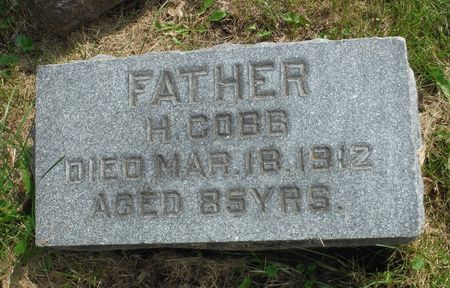 FATHER
H COBB
DIED MAR. 18, 1912
AGED 85YRS.